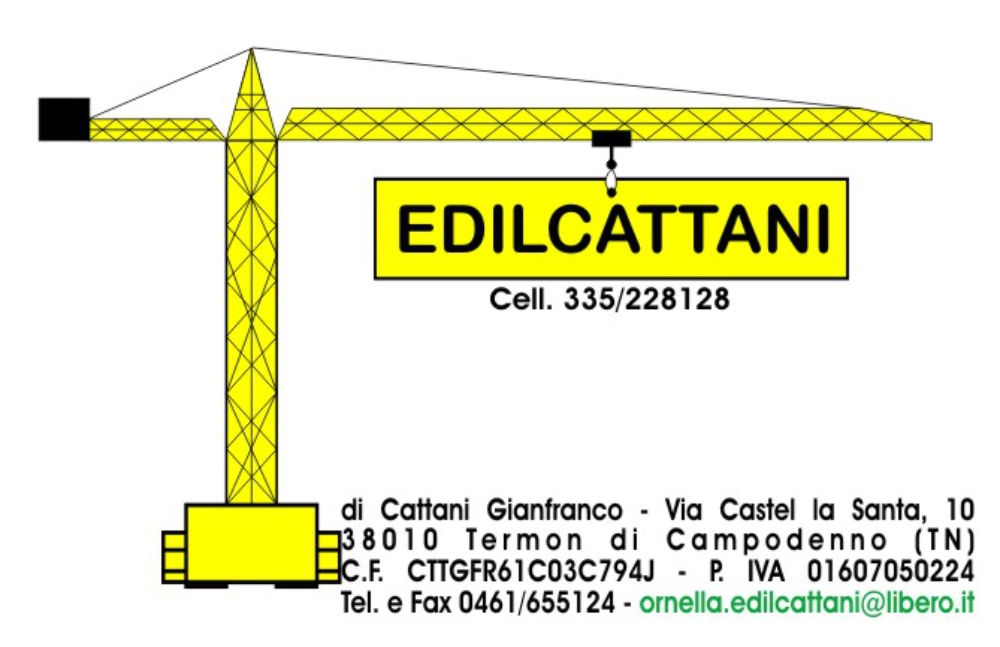 EDILCATTANI
Cell. 335/228128
di Cattani Gianfranco - Via Castel la Santa, 10
38010 Termon di Campodenno (TN)
C.F. CTTGFR61C03C794J - P. IVA 01607050224
Tel. e Fax 0461/655124 - ornella.edilcattani@libero.it